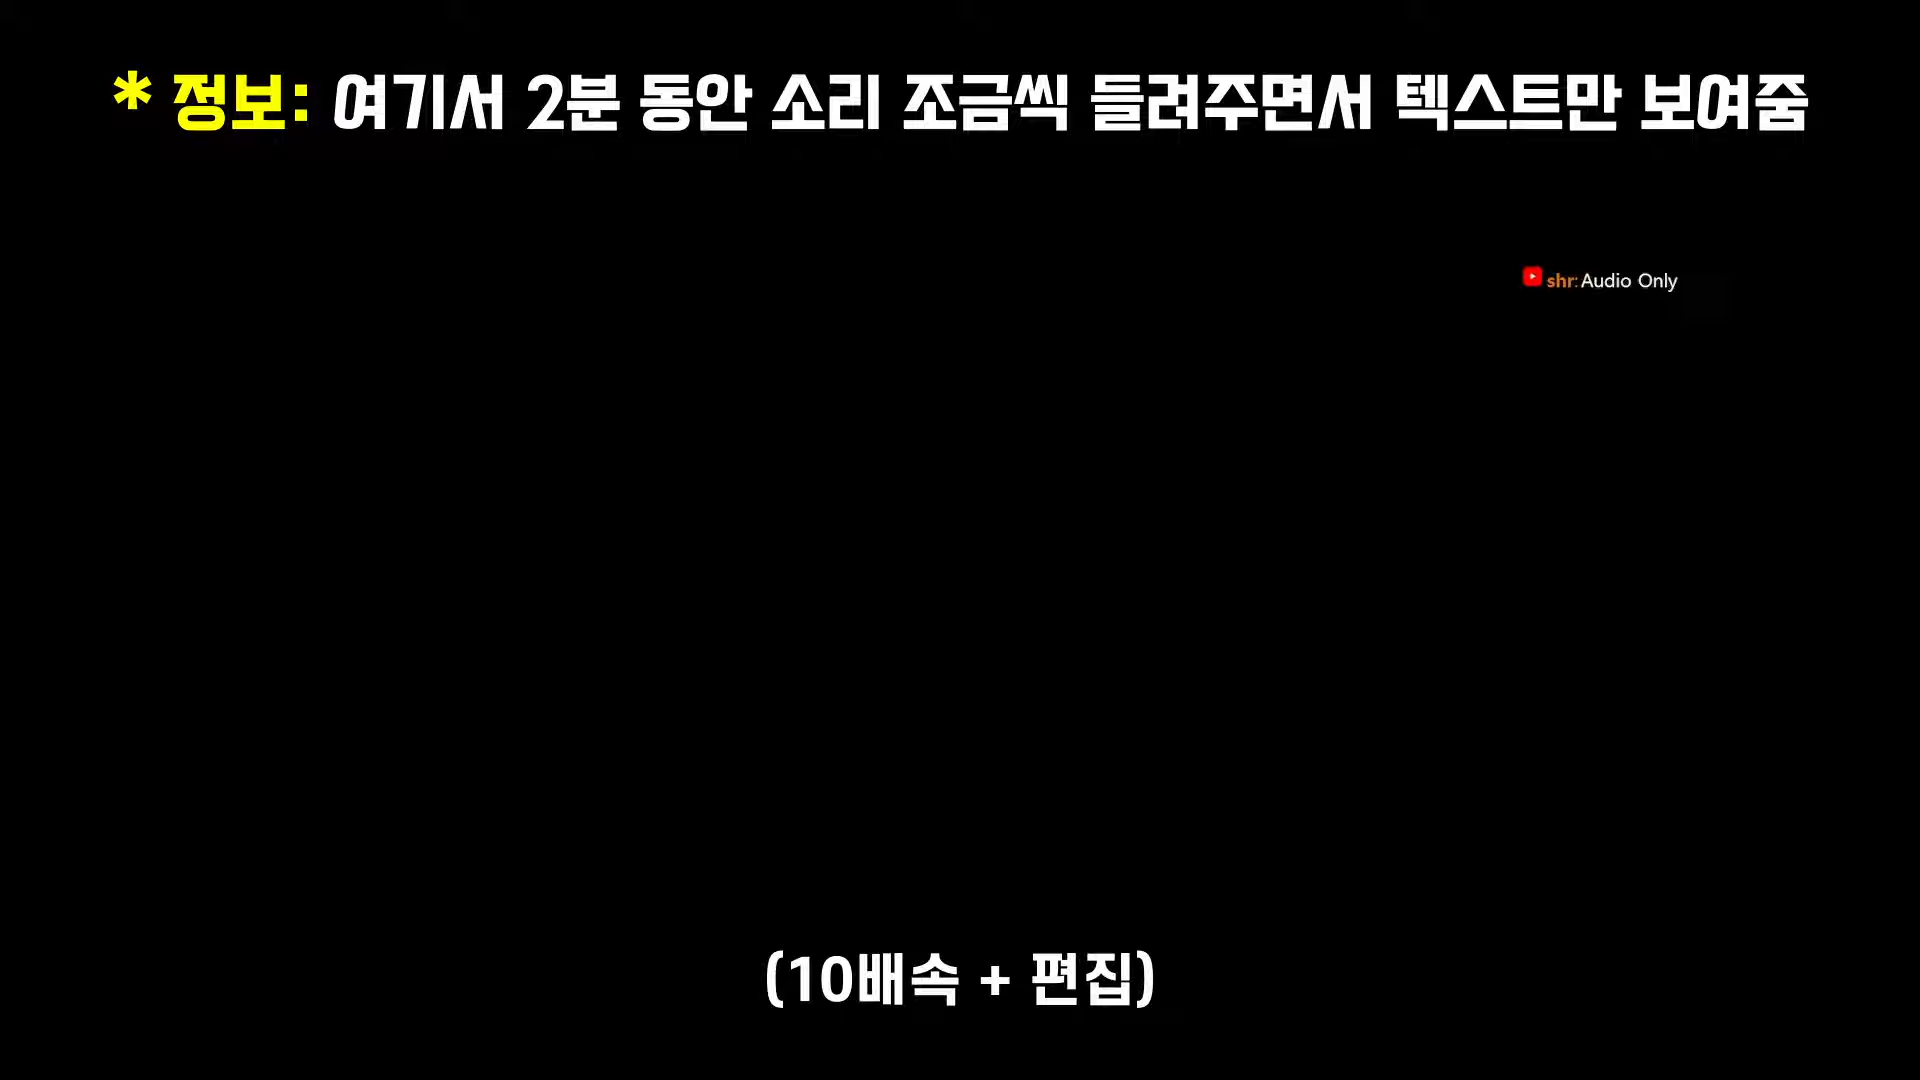 * 정보: 여기서 2분 동안 소리 조금씩 들려주면서 텍스트만 보여줌
shr: Audio Only
(10배속 + 편집)